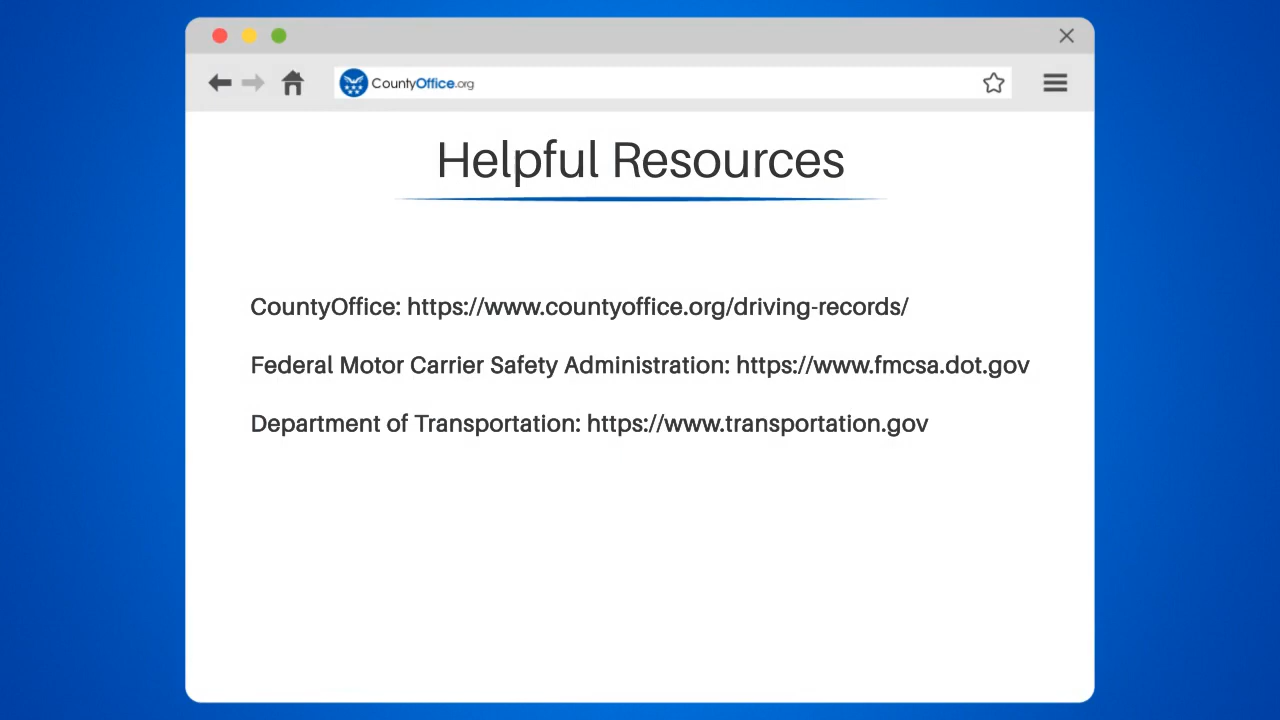 CountyOffice.org
Helpful Resources
CountyOffice: https://www.countyoffice.org/driving-records/
Federal Motor Carrier Safety Administration: https://www.fmcsa.dot.gov
Department of Transportation: https://www.transportation.gov